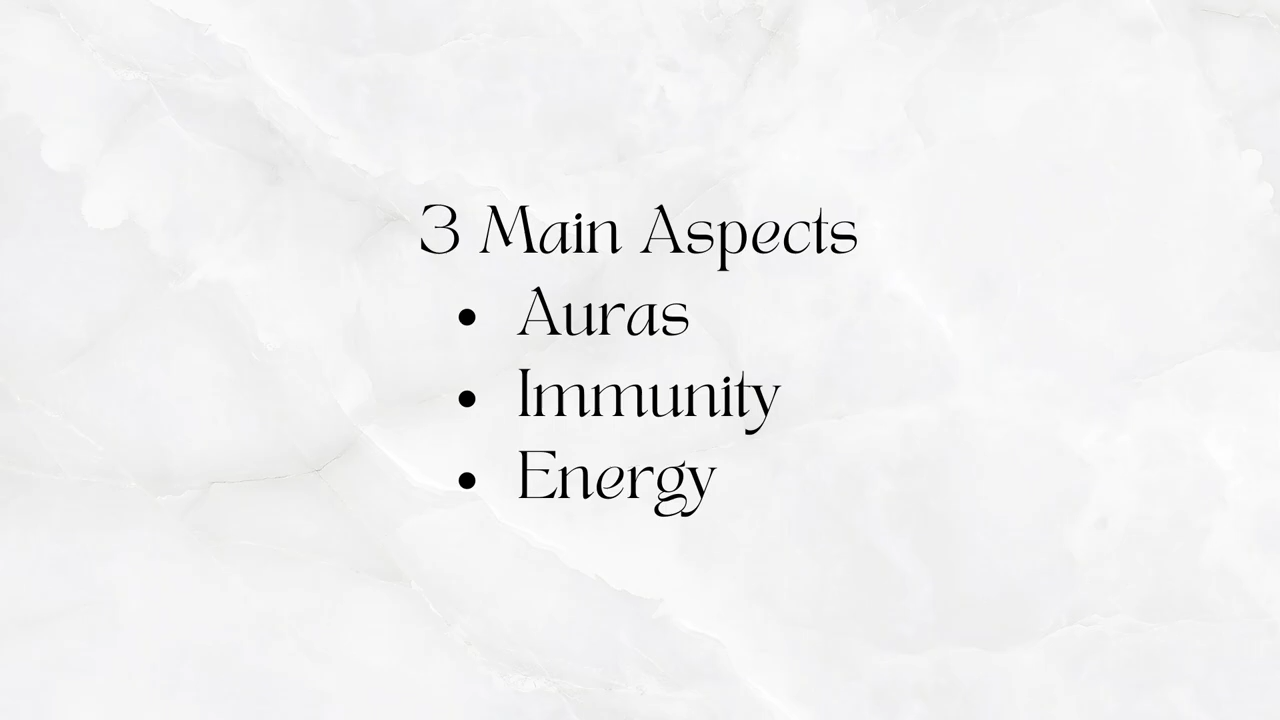 3 Main Aspects
• Auras
• Immunity
• Energy